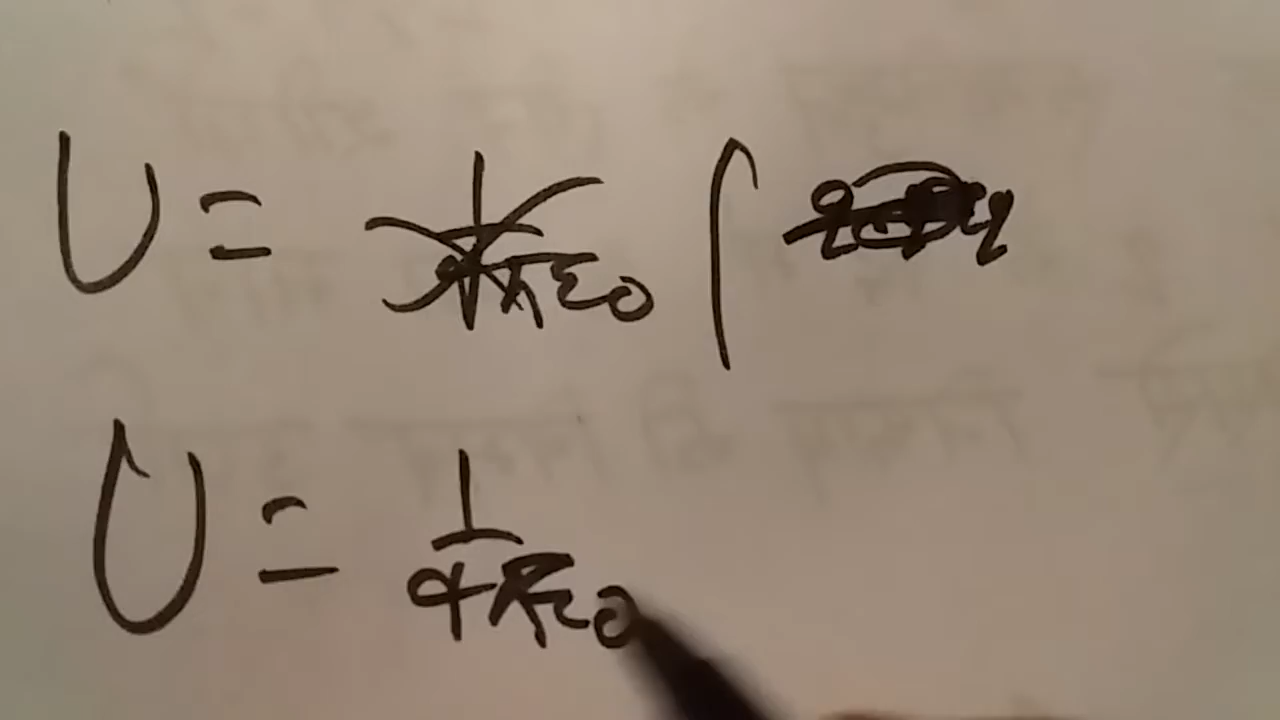 U = 1/4πε0 ∫
U = 1/4πε0